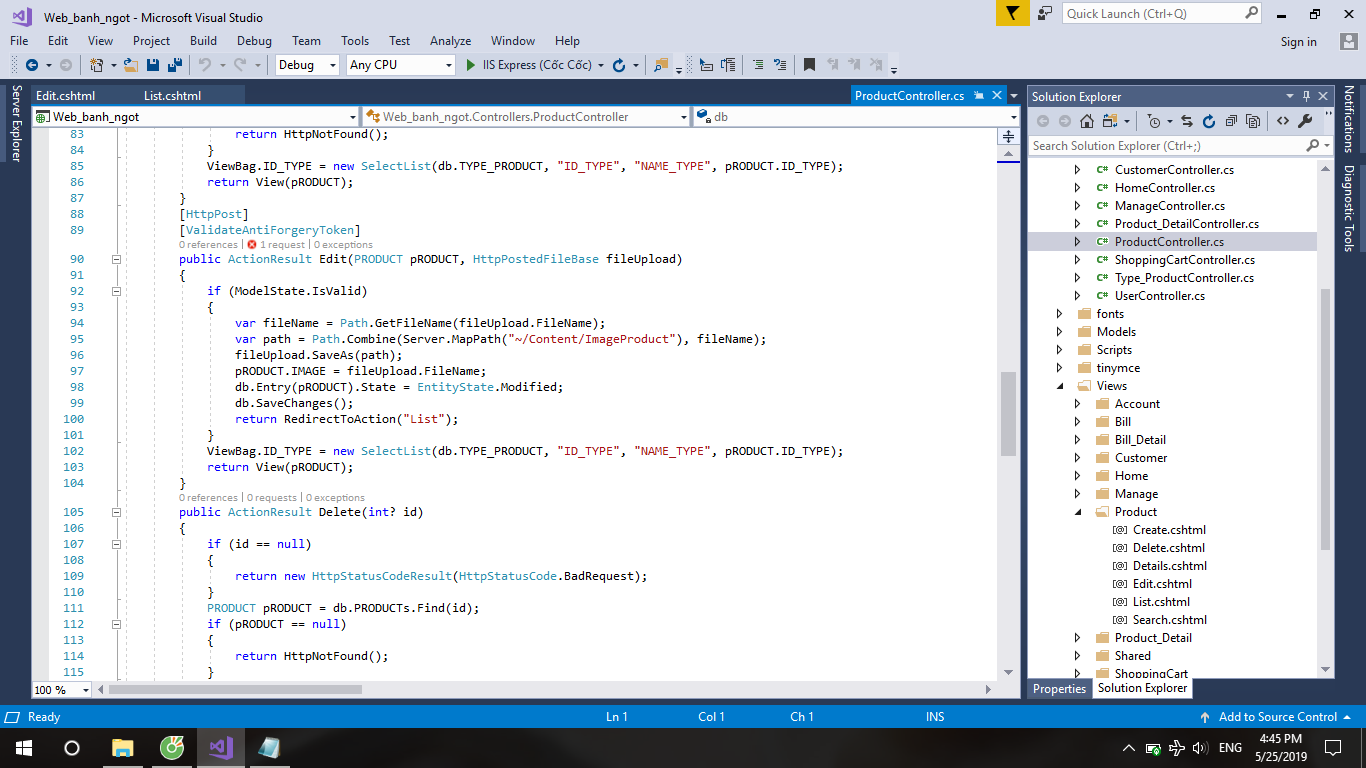 Web_banh_ngot - Microsoft Visual Studio
Quick Launch (Ctrl+Q)
File Edit View Project Build Debug Team Tools Test Analyze Window Help
Sign in
Debug Any CPU IIS Express (Cốc Cốc)
Server Explorer
Edit.cshtml List.cshtml ProductController.cs
Web_banh_ngot Web_banh_ngot.Controllers.ProductController db
83 return HttpNotFound();
84 }
85 ViewBag.ID_TYPE = new SelectList(db.TYPE_PRODUCT, "ID_TYPE", "NAME_TYPE", pRODUCT.ID_TYPE);
86 return View(pRODUCT);
87 }
88 [HttpPost]
89 [ValidateAntiForgeryToken]
0 references | 1 request | 0 exceptions
90 public ActionResult Edit(PRODUCT pRODUCT, HttpPostedFileBase fileUpload)
91 {
92 if (ModelState.IsValid)
93 {
94 var fileName = Path.GetFileName(fileUpload.FileName);
95 var path = Path.Combine(Server.MapPath("~/Content/ImageProduct"), fileName);
96 fileUpload.SaveAs(path);
97 pRODUCT.IMAGE = fileUpload.FileName;
98 db.Entry(pRODUCT).State = EntityState.Modified;
99 db.SaveChanges();
100 return RedirectToAction("List");
101 }
102 ViewBag.ID_TYPE = new SelectList(db.TYPE_PRODUCT, "ID_TYPE", "NAME_TYPE", pRODUCT.ID_TYPE);
103 return View(pRODUCT);
104 }
0 references | 0 requests | 0 exceptions
105 public ActionResult Delete(int? id)
106 {
107 if (id == null)
108 {
109 return new HttpStatusCodeResult(HttpStatusCode.BadRequest);
110 }
111 PRODUCT pRODUCT = db.PRODUCTs.Find(id);
112 if (pRODUCT == null)
113 {
114 return HttpNotFound();
115 }
100 %
Solution Explorer
Search Solution Explorer (Ctrl+;)
CustomerController.cs
HomeController.cs
ManageController.cs
Product_DetailController.cs
ProductController.cs
ShoppingCartController.cs
Type_ProductController.cs
UserController.cs
fonts
Models
Scripts
tinymce
Views
Account
Bill
Bill_Detail
Customer
Home
Manage
Product
Create.cshtml
Delete.cshtml
Details.cshtml
Edit.cshtml
List.cshtml
Search.cshtml
Product_Detail
Shared
ShoppingCart
Properties Solution Explorer
Notifications
Diagnostic Tools
Ready Ln 1 Col 1 Ch 1 INS Add to Source Control
ENG
4:45 PM
5/25/2019